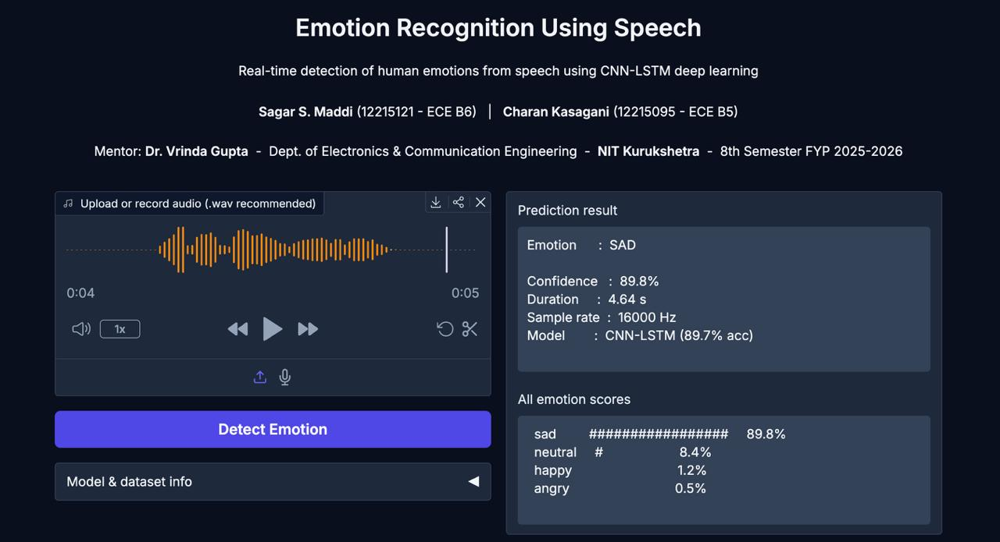 Emotion Recognition Using Speech
Real-time detection of human emotions from speech using CNN-LSTM deep learning
Sagar S. Maddi (12215121 - ECE B6) | Charan Kasagani (12215095 - ECE B5)
Mentor: Dr. Vrinda Gupta - Dept. of Electronics & Communication Engineering - NIT Kurukshetra - 8th Semester FYP 2025-2026
Upload or record audio (.wav recommended)
0:04
0:05
1x
Detect Emotion
Model & dataset info
Prediction result
Emotion : SAD
Confidence : 89.8%
Duration : 4.64 s
Sample rate : 16000 Hz
Model : CNN-LSTM (89.7% acc)
All emotion scores
sad ################# 89.8%
neutral # 8.4%
happy 1.2%
angry 0.5%